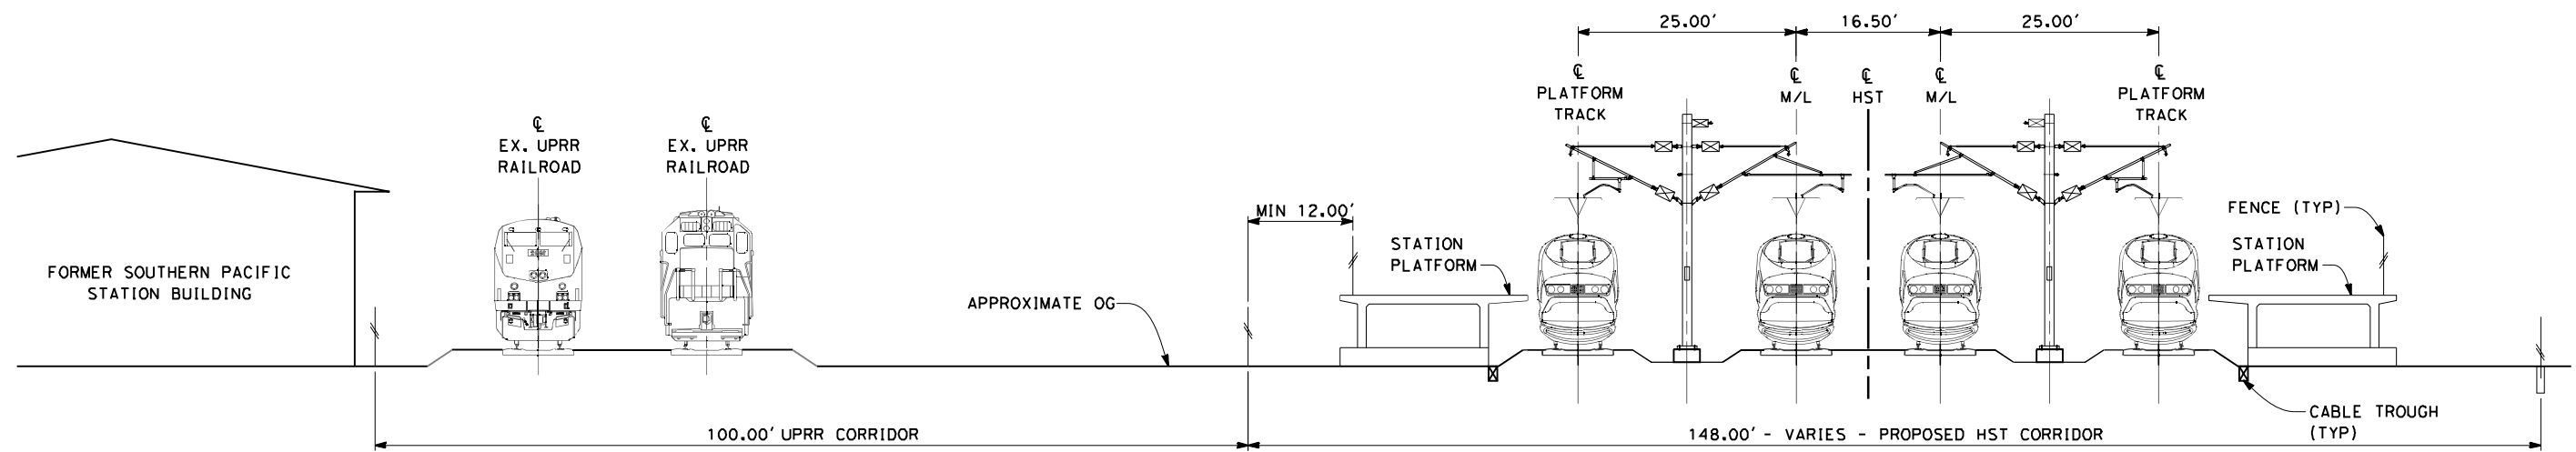 25.00'
16.50'
25.00'
℄
PLATFORM
TRACK
℄
M/L
℄
HST
℄
M/L
℄
PLATFORM
TRACK
℄
EX. UPRR
RAILROAD
℄
EX. UPRR
RAILROAD
MIN 12.00'
FENCE (TYP)
STATION
PLATFORM
STATION
PLATFORM
FORMER SOUTHERN PACIFIC
STATION BUILDING
APPROXIMATE OG
CABLE TROUGH
(TYP)
100.00' UPRR CORRIDOR
148.00' - VARIES - PROPOSED HST CORRIDOR